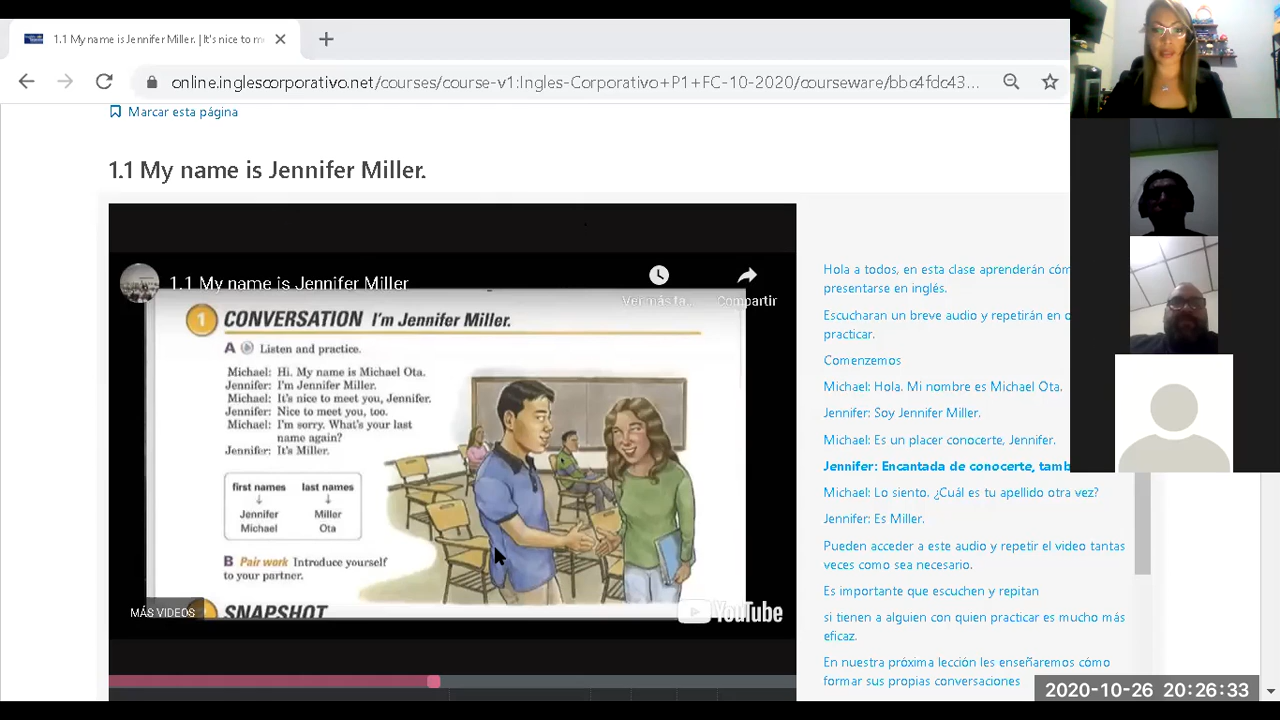 1.1 My name is Jennifer Miller. | It's nice to m
online.inglescorporativo.net/courses/course-v1:Ingles-Corporativo+P1+FC-10-2020/courseware/bbc4fdc43...
Marcar esta página
1.1 My name is Jennifer Miller.
1.1 My name is Jennifer Miller
Ver más ta...
Compartir
1 CONVERSATION I'm Jennifer Miller.
A Listen and practice.
Michael: Hi. My name is Michael Ota.
Jennifer: I'm Jennifer Miller.
Michael: It's nice to meet you, Jennifer.
Jennifer: Nice to meet you, too.
Michael: I'm sorry. What's your last
name again?
Jennifer: It's Miller.
first names last names
Jennifer Miller
Michael Ota
B Pair work Introduce yourself
to your partner.
SNAPSHOT
MÁS VIDEOS
YouTube
Hola a todos, en esta clase aprenderán cóm
presentarse en inglés.
Escucharan un breve audio y repetirán en
practicar.
Comenzemos
Michael: Hola. Mi nombre es Michael Ota.
Jennifer: Soy Jennifer Miller.
Michael: Es un placer conocerte, Jennifer.
Jennifer: Encantada de conocerte, tamb
Michael: Lo siento. ¿Cuál es tu apellido otra vez?
Jennifer: Es Miller.
Pueden acceder a este audio y repetir el video tantas
veces como sea necesario.
Es importante que escuchen y repitan
si tienen a alguien con quien practicar es mucho más
eficaz.
En nuestra próxima lección les enseñaremos cómo
formar sus propias conversaciones
2020-10-26 20:26:33